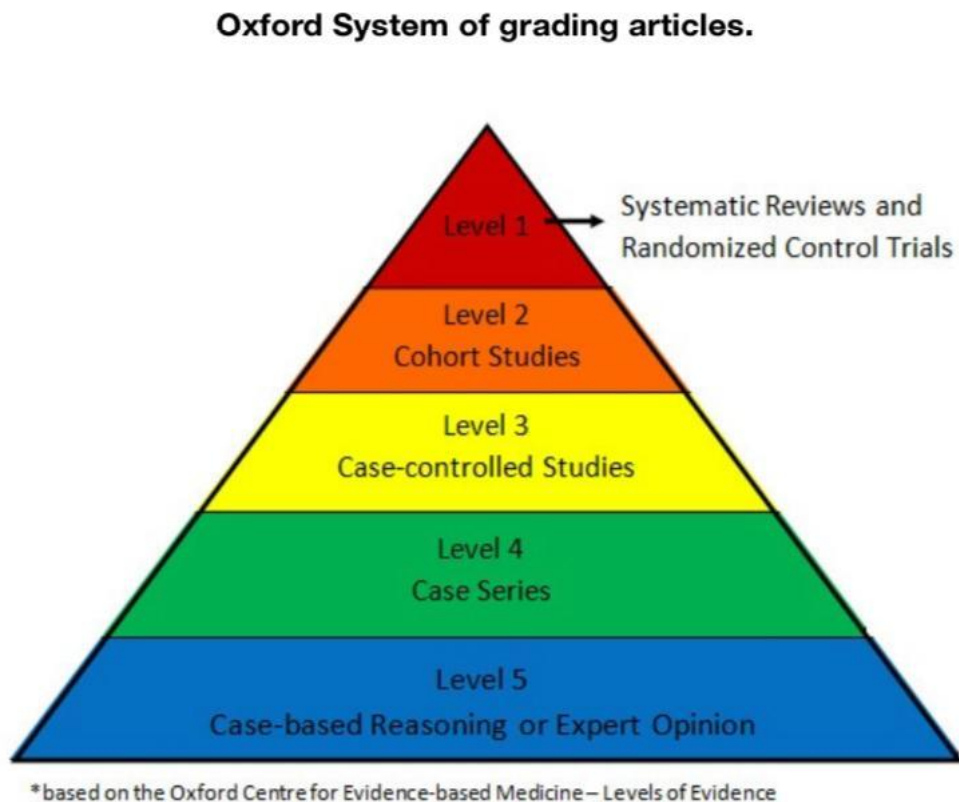 Oxford System of grading articles.
Level 1
Systematic Reviews and
Randomized Control Trials
Level 2
Cohort Studies
Level 3
Case-controlled Studies
Level 4
Case Series
Level 5
Case-based Reasoning or Expert Opinion
*based on the Oxford Centre for Evidence-based Medicine – Levels of Evidence